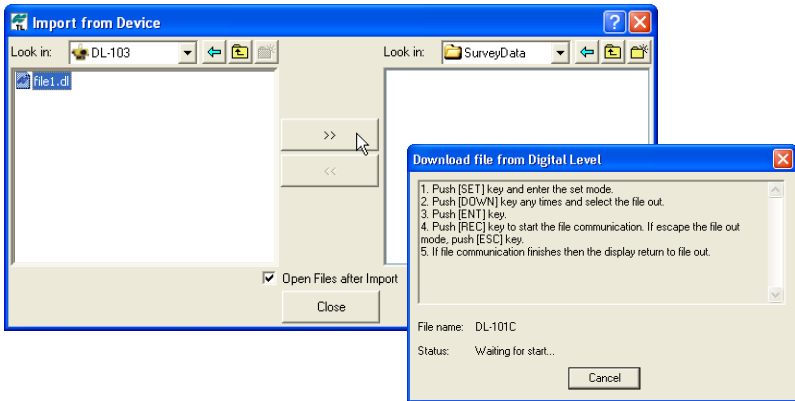 Import from Device
Look in: DL-103
Look in: SurveyData
file1.dl
>>
<<
Open Files after Import
Close
Download file from Digital Level
1. Push [SET] key and enter the set mode.
2. Push [DOWN] key any times and select the file out.
3. Push [ENT] key.
4. Push [REC] key to start the file communication. If escape the file out
mode, push [ESC] key.
5. If file communication finishes then the display return to file out.
File name: DL-101C
Status: Waiting for start...
Cancel